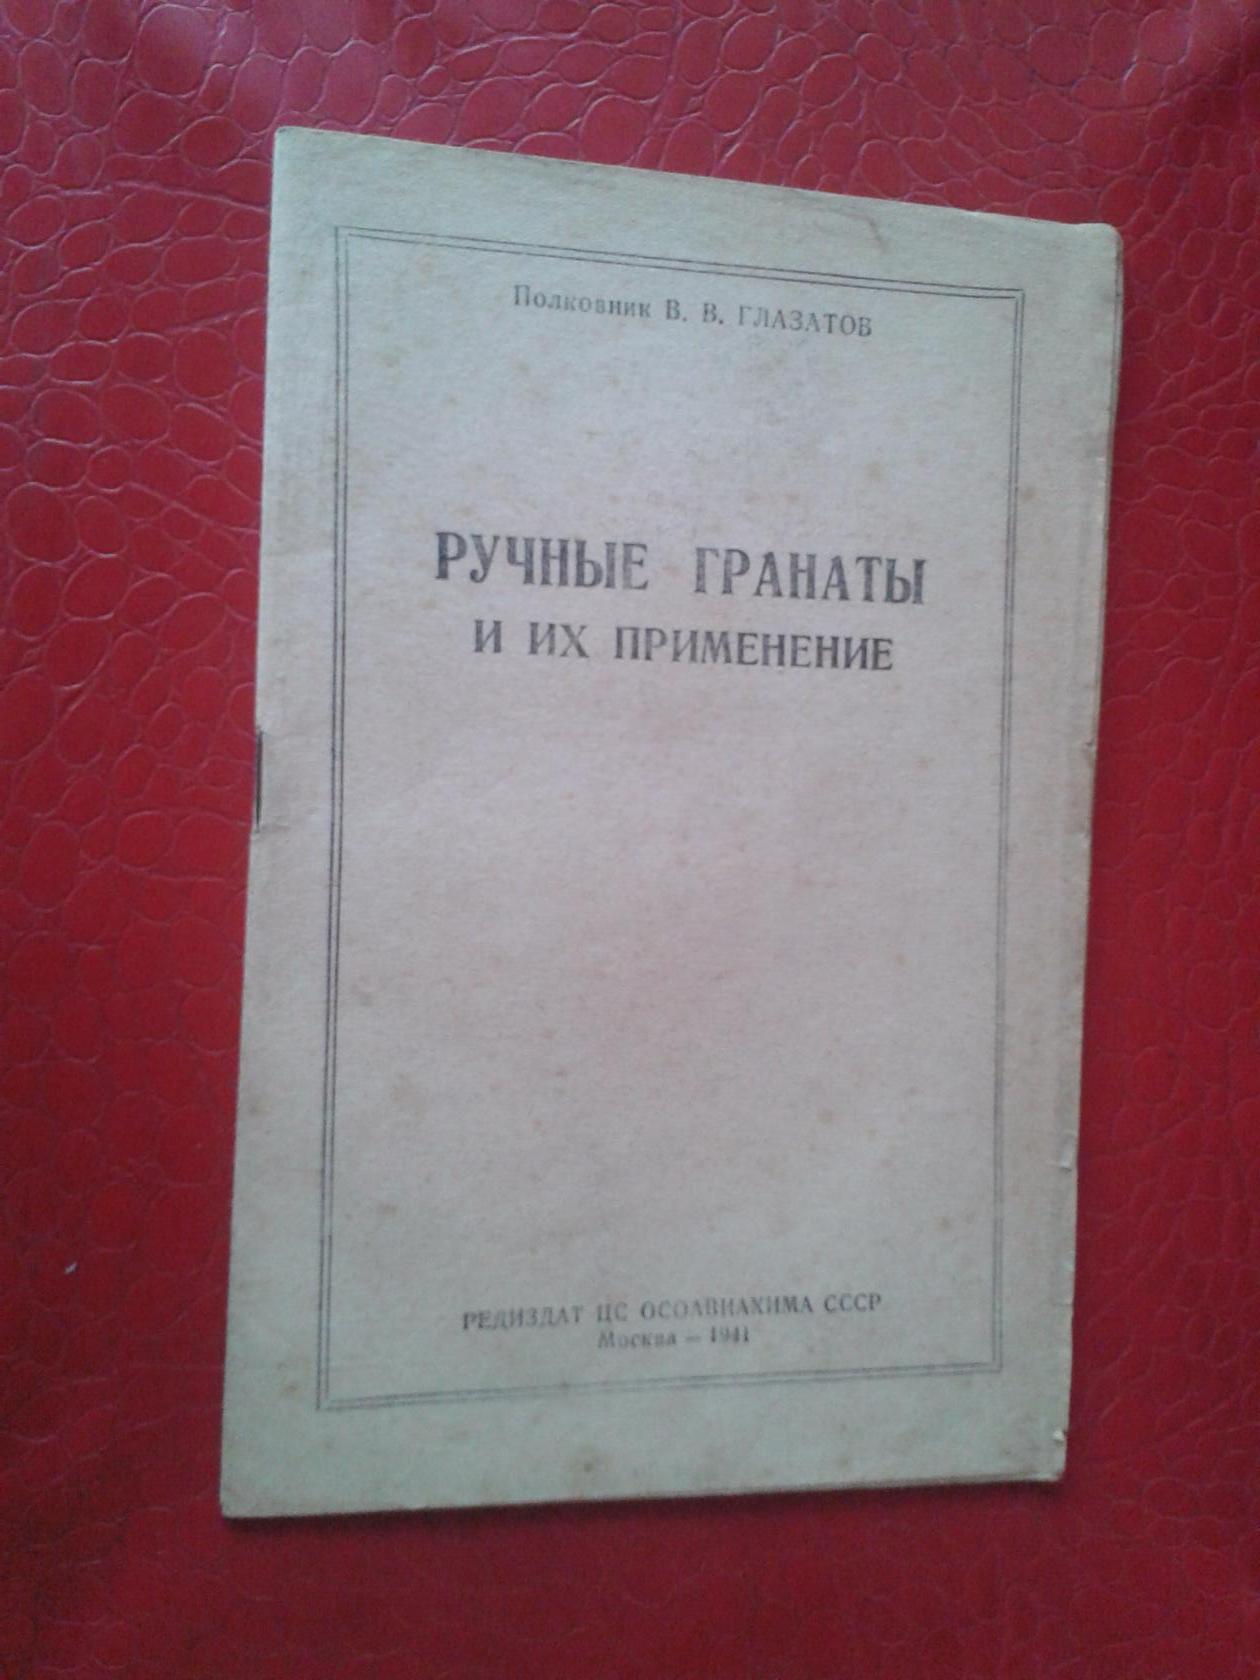 Полковник В. В. ГЛАЗАТОВ
РУЧНЫЕ ГРАНАТЫ
И ИХ ПРИМЕНЕНИЕ
РЕДИЗДАТ ЦС ОСОАВИАХИМА СССР
Москва — 1941